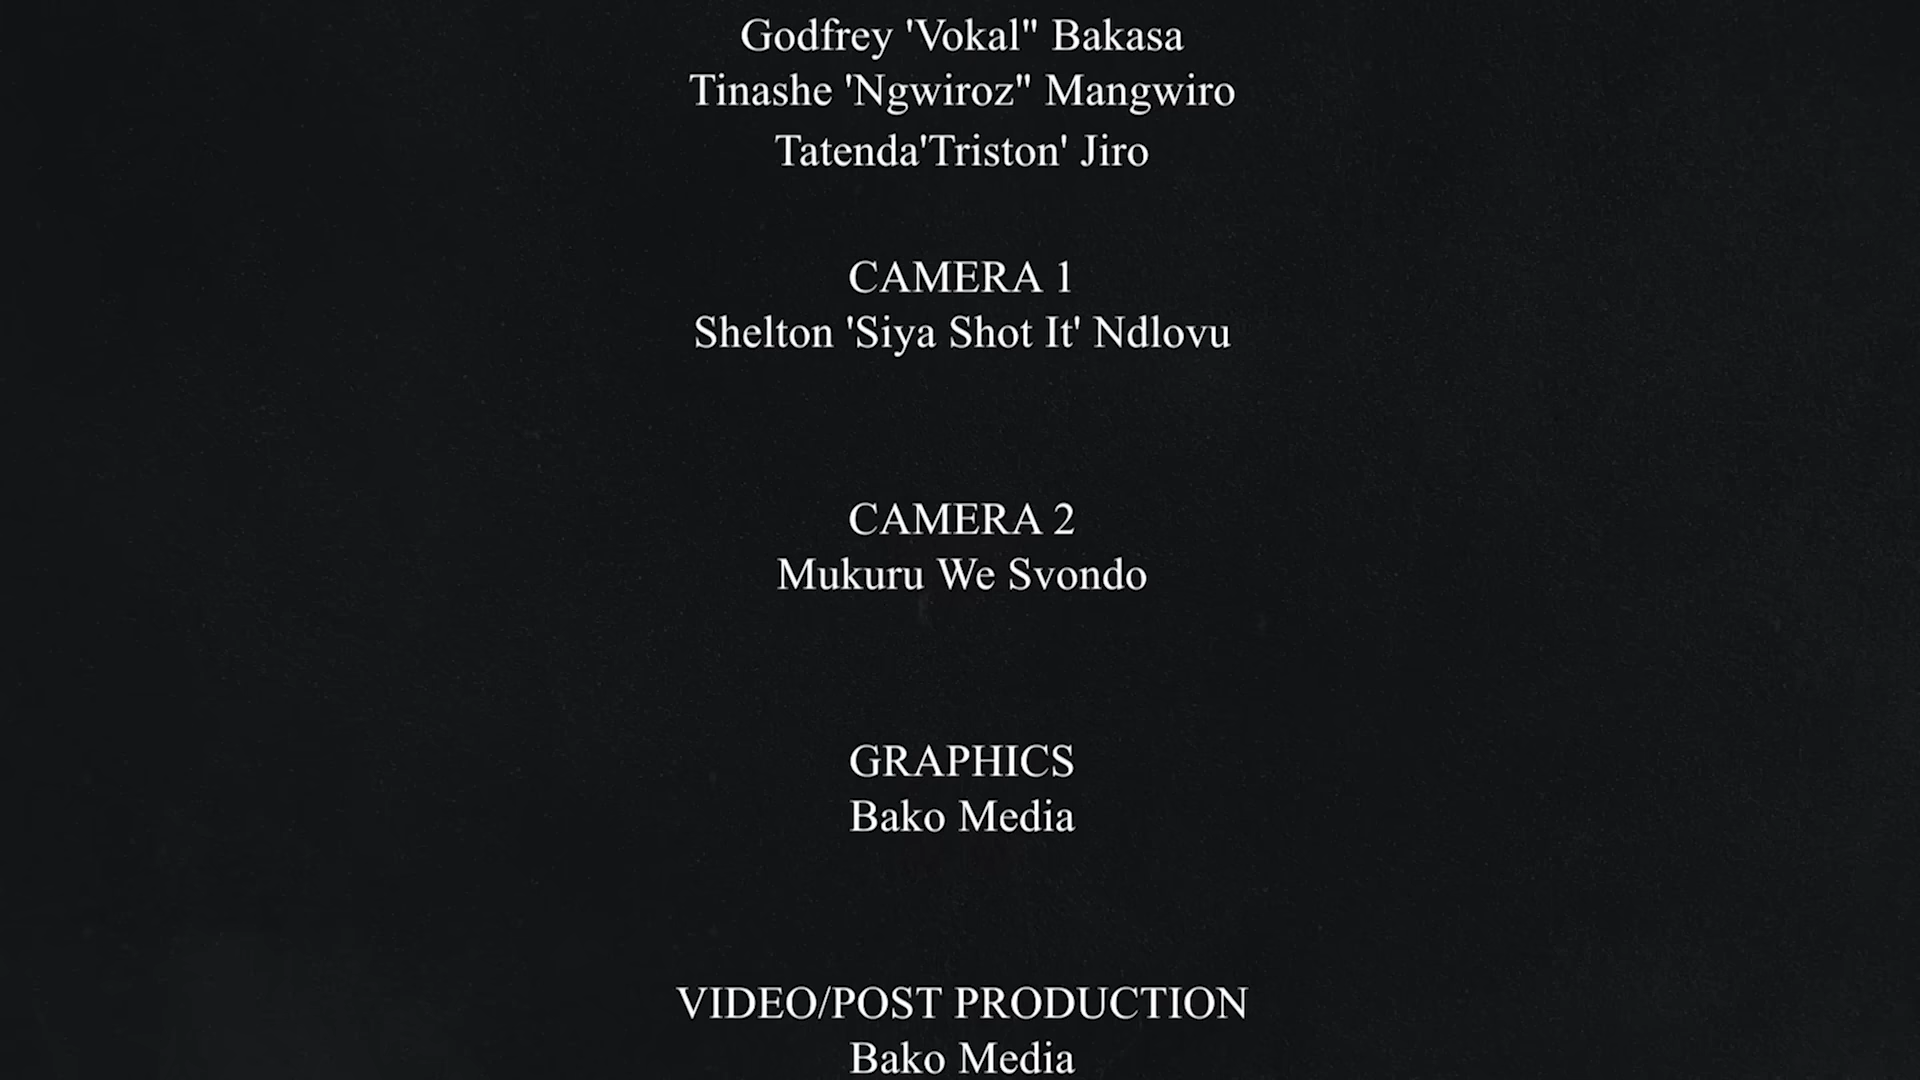 Godfrey 'Vokal" Bakasa
Tinashe 'Ngwiroz" Mangwiro
Tatenda'Triston' Jiro
CAMERA 1
Shelton 'Siya Shot It' Ndlovu
CAMERA 2
Mukuru We Svondo
GRAPHICS
Bako Media
VIDEO/POST PRODUCTION
Bako Media